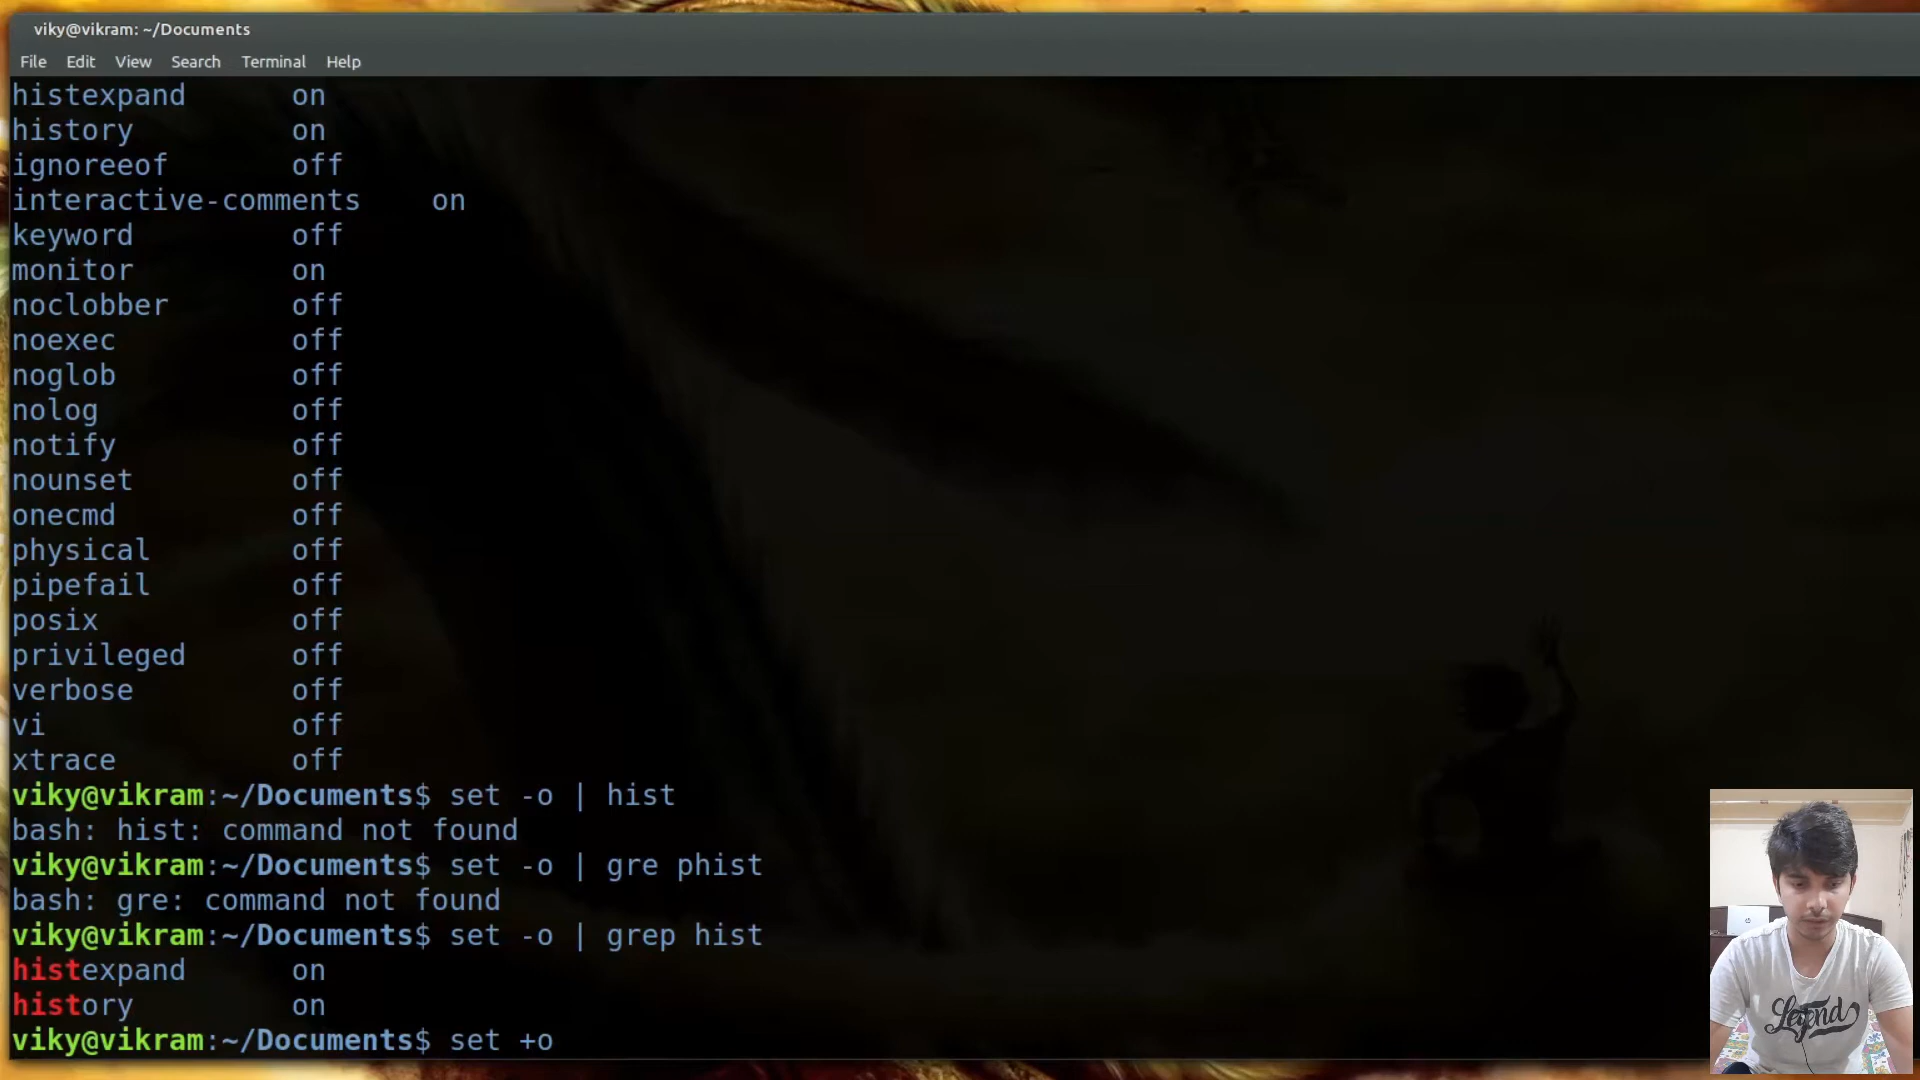 viky@vikram: ~/Documents
File Edit View Search Terminal Help
histexpand on
history on
ignoreeof off
interactive-comments on
keyword off
monitor on
noclobber off
noexec off
noglob off
nolog off
notify off
nounset off
onecmd off
physical off
pipefail off
posix off
privileged off
verbose off
vi off
xtrace off
viky@vikram:~/Documents$ set -o | hist
bash: hist: command not found
viky@vikram:~/Documents$ set -o | gre phist
bash: gre: command not found
viky@vikram:~/Documents$ set -o | grep hist
histexpand on
history on
viky@vikram:~/Documents$ set +o
Legend